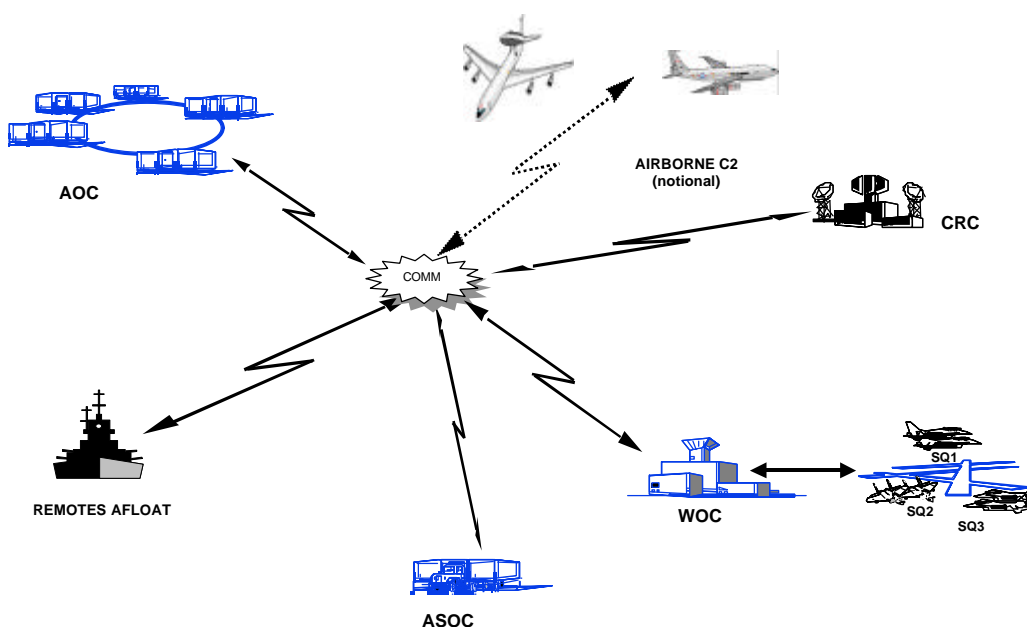 AIRBORNE C2
(notional)
AOC
CRC
COMM
REMOTES AFLOAT
WOC
SQ1
SQ2
SQ3
ASOC